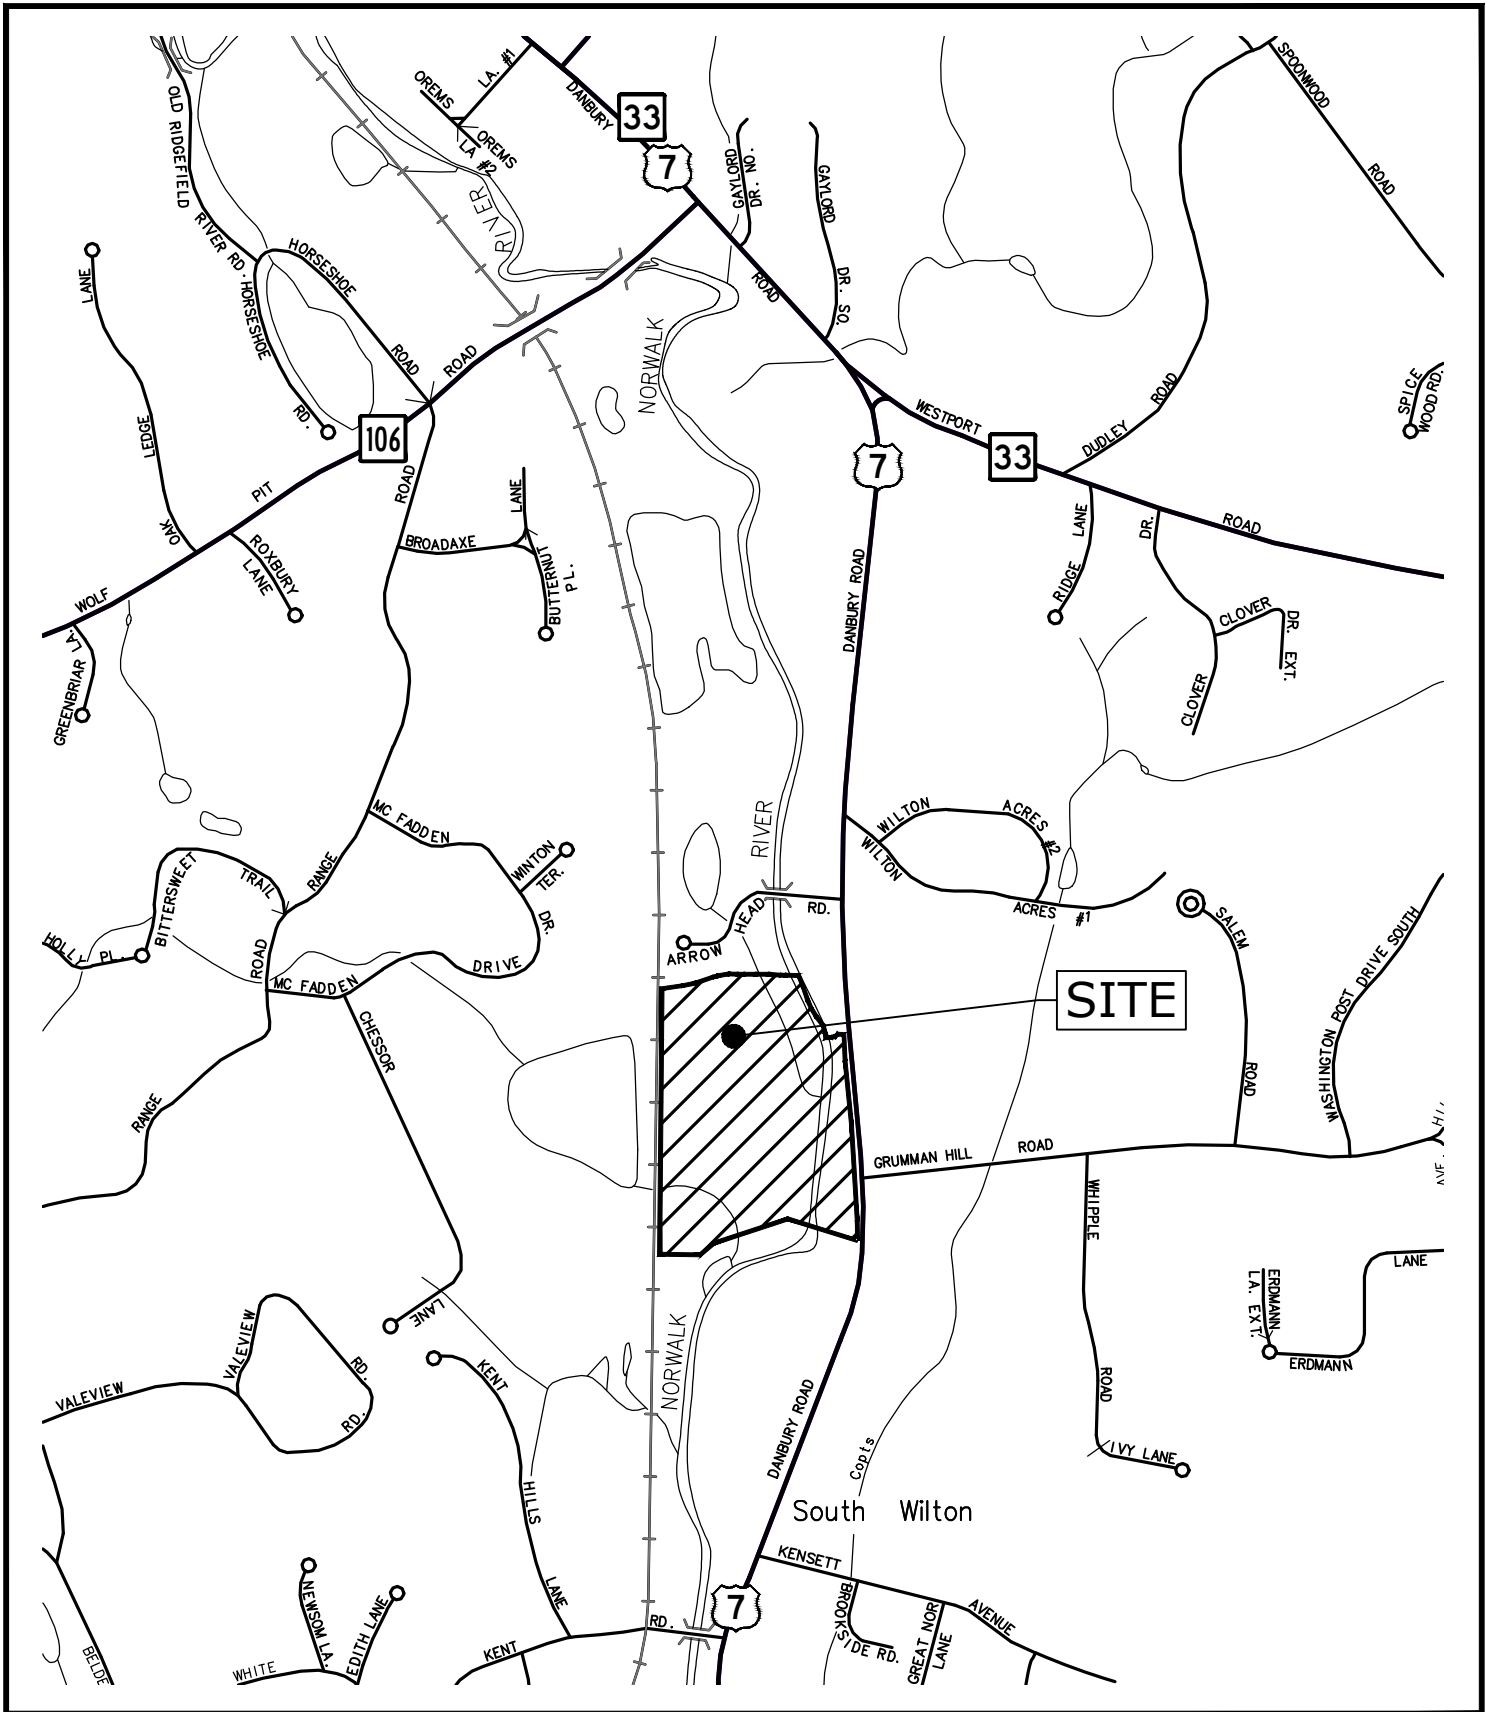 OREMS
LA. #1
OREMS
LA #2
DANBURY
33
7
OLD RIDGEFIELD
RIVER RD.
RIVER
GAYLORD
DR. NO.
GAYLORD
DR. SO.
SPOONWOOD
ROAD
LANE
LEDGE
OAK
HORSESHOE
ROAD
HORSESHOE
RD.
ROAD
ROAD
NORWALK
106
7
WESTPORT
33
DUDLEY
ROAD
SPICE
WOOD RD.
PIT
WOLF
ROAD
ROXBURY
LANE
BROADAXE
LANE
BUTTERNUT
PL.
DANBURY ROAD
RIDGE
LANE
DR.
ROAD
CLOVER
DR. EXT.
CLOVER
GREENBRIAR LA.
MC FADDEN
DR.
WINTON
TER.
RIVER
WILTON
ACRES #2
WILTON
ACRES #1
BITTERSWEET
TRAIL
RANGE
HOLLY PL.
ROAD
MC FADDEN
DRIVE
ARROW
HEAD
RD.
SALEM
ROAD
WASHINGTON POST DRIVE SOUTH
SITE
CHESSOR
LANE
RANGE
GRUMMAN HILL
ROAD
WHIPPLE
ROAD
LANE
ERDMANN
LA. EXT.
ERDMANN
VALEVIEW
VALEVIEW
RD.
RD.
KENT
HILLS
LANE
NORWALK
DANBURY ROAD
Copts
IVY LANE
South Wilton
KENSETT
AVENUE
7
BROOKSIDE RD.
GREAT NOR
LANE
NEWSOM LA.
EDITH LANE
WHITE
BELDE
KENT
RD.